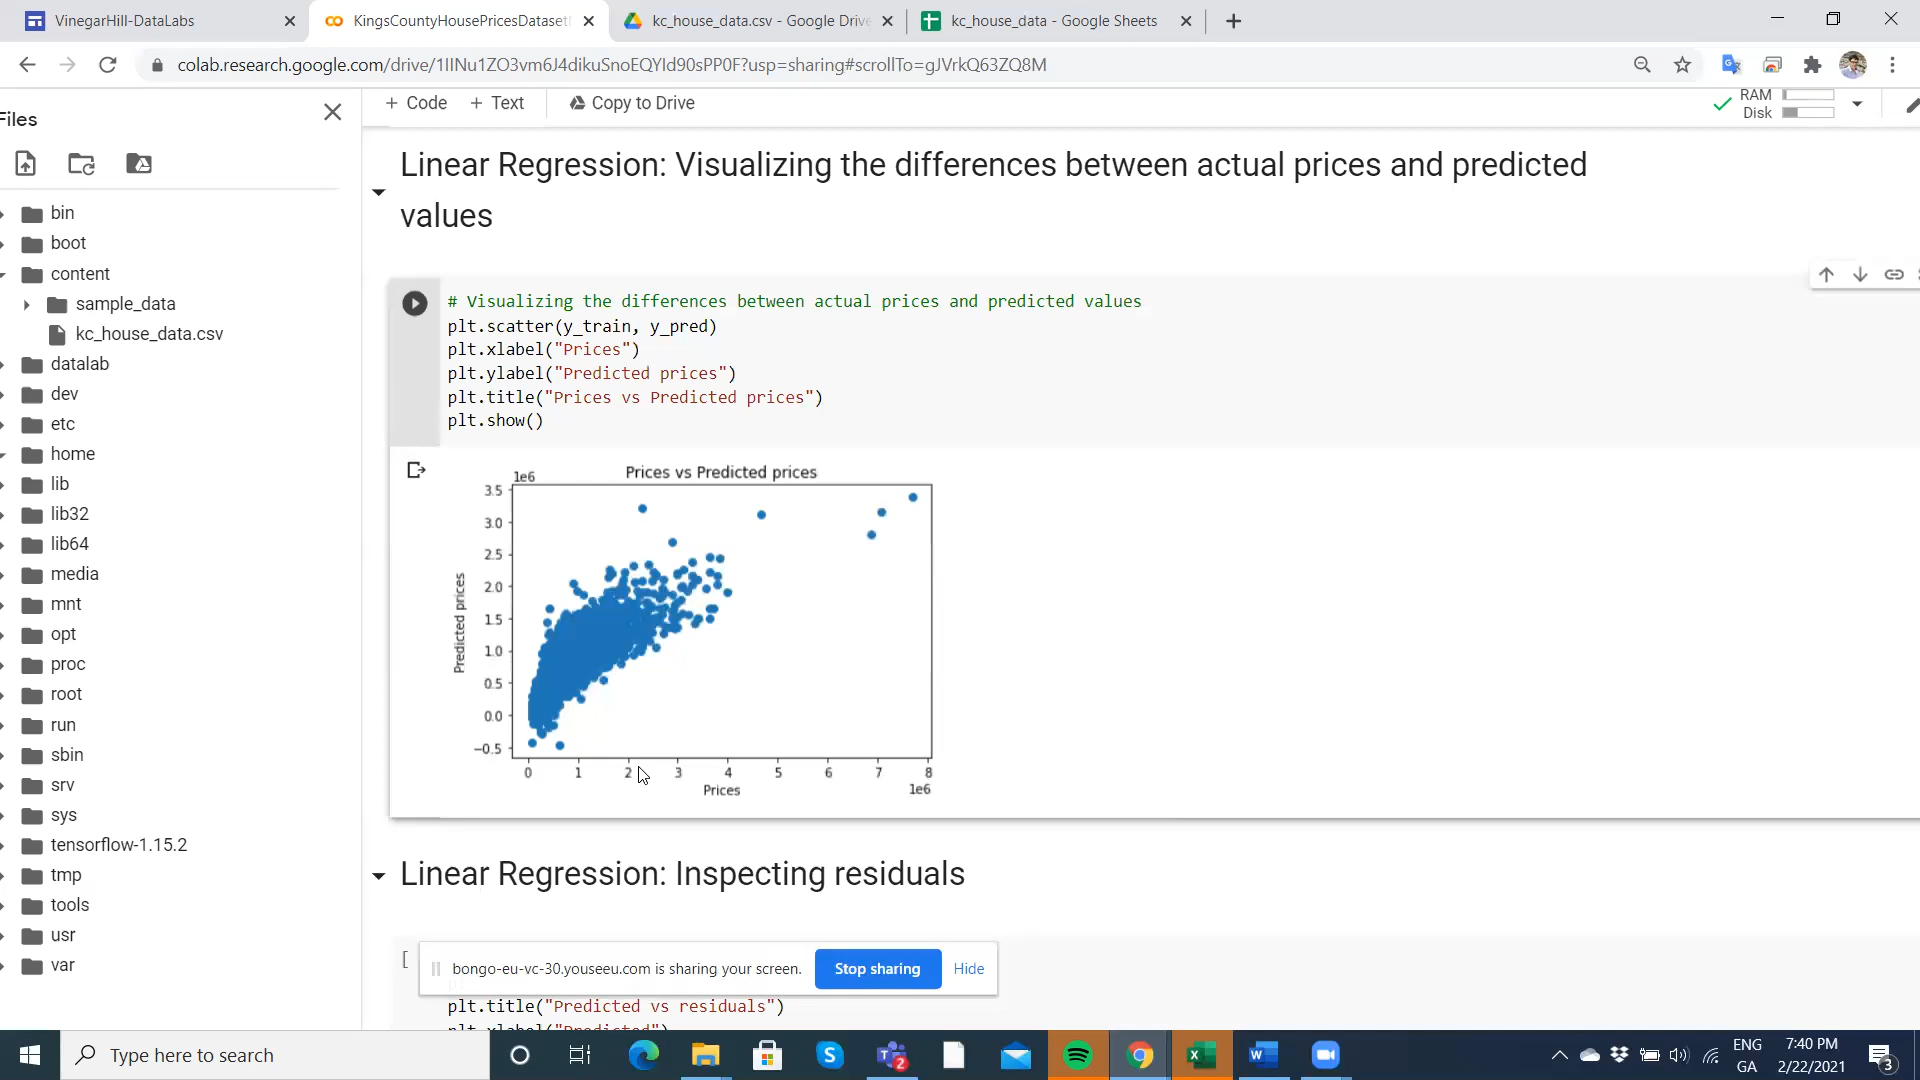 VinegarHill-DataLabs
KingsCountyHousePricesDataset
kc_house_data.csv - Google Drive
kc_house_data - Google Sheets
colab.research.google.com/drive/1IINu1ZO3vm6J4dikuSnoEQYId90sPP0F?usp=sharing#scrollTo=gJVrkQ63ZQ8M
Files
+ Code + Text Copy to Drive
RAM
Disk
bin
boot
content
sample_data
kc_house_data.csv
datalab
dev
etc
home
lib
lib32
lib64
media
mnt
opt
proc
root
run
sbin
srv
sys
tensorflow-1.15.2
tmp
tools
usr
var
Linear Regression: Visualizing the differences between actual prices and predicted
values
# Visualizing the differences between actual prices and predicted values
plt.scatter(y_train, y_pred)
plt.xlabel("Prices")
plt.ylabel("Predicted prices")
plt.title("Prices vs Predicted prices")
plt.show()
1e6
Prices vs Predicted prices
3.5
3.0
2.5
2.0
1.5
1.0
0.5
0.0
−0.5
Predicted prices
0 1 2 3 4 5 6 7 8
Prices
1e6
Linear Regression: Inspecting residuals
[
bongo-eu-vc-30.youseeu.com is sharing your screen. Stop sharing Hide
plt.title("Predicted vs residuals")
plt.xlabel("Predicted")
Type here to search
2
ENG
GA
7:40 PM
2/22/2021
3